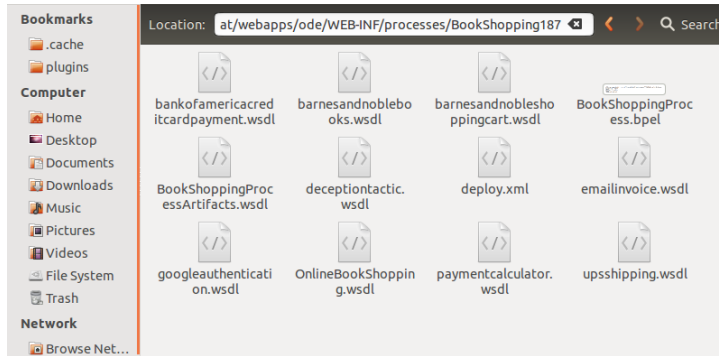 Bookmarks
.cache
plugins
Computer
Home
Desktop
Documents
Downloads
Music
Pictures
Videos
File System
Trash
Network
Browse Net...
Location: at/webapps/ode/WEB-INF/processes/BookShopping187 Search
bankofamericacred
itcardpayment.wsdl
barnesandnoblebo
oks.wsdl
barnesandnoblesho
ppingcart.wsdl
BookShoppingProc
ess.bpel
BookShoppingProc
essArtifacts.wsdl
deceptiontactic.
wsdl
deploy.xml
emailinvoice.wsdl
googleauthenticati
on.wsdl
OnlineBookShoppin
g.wsdl
paymentcalculator.
wsdl
upsshipping.wsdl